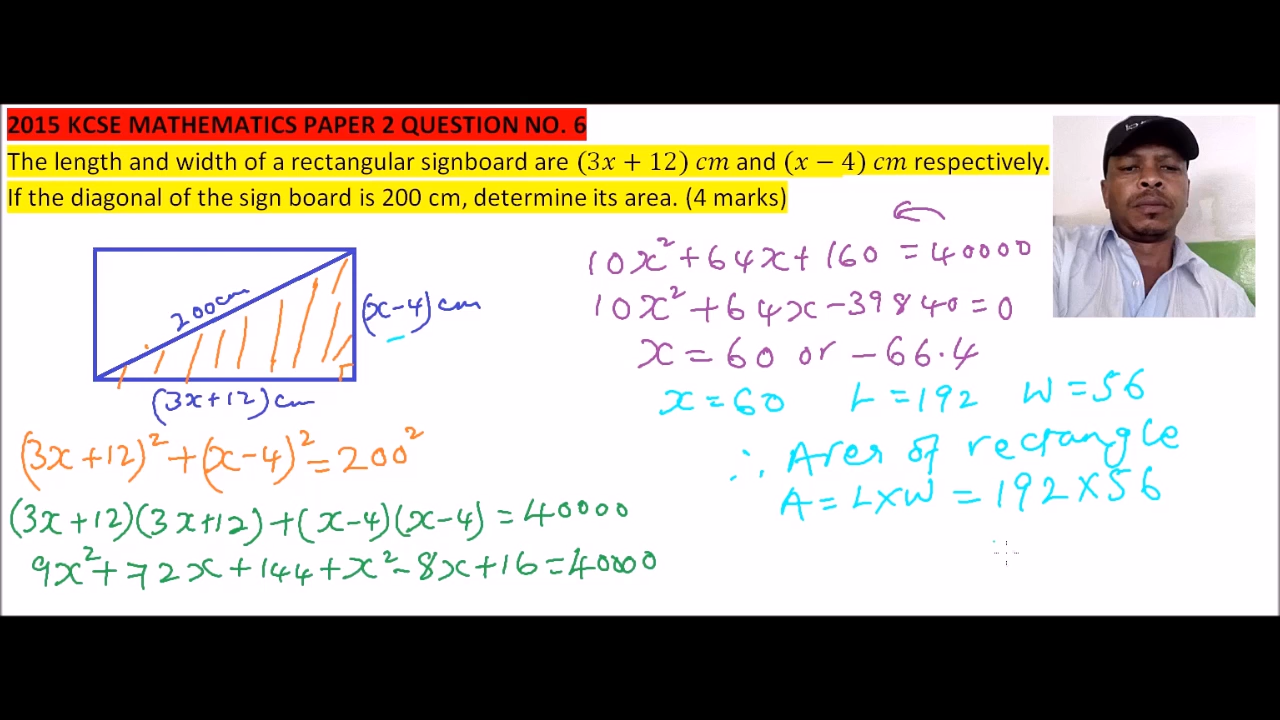 2015 KCSE MATHEMATICS PAPER 2 QUESTION NO. 6
The length and width of a rectangular signboard are (3x + 12) cm and (x − 4) cm respectively.
If the diagonal of the sign board is 200 cm, determine its area. (4 marks)
200cm
(x-4)cm
(3x+12)cm
(3x+12)²+(x-4)²=200²
(3x+12)(3x+12)+(x-4)(x-4)=40000
9x²+72x+144+x²-8x+16=40000
10x²+64x+160=40000
10x²+64x-39840=0
x=60 or -66.4
x=60 L=192 W=56
∴ Area of rectangle
A=L×W=192×56